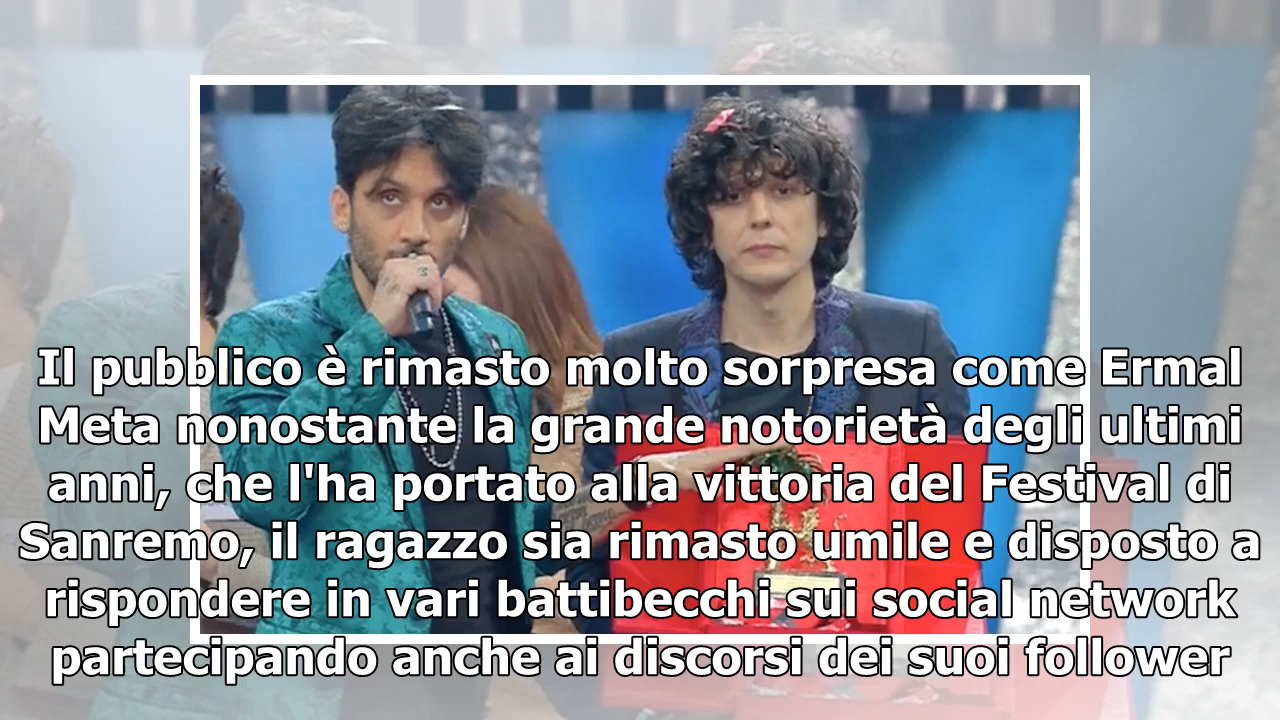 Il pubblico è rimasto molto sorpresa come Ermal
Meta nonostante la grande notorietà degli ultimi
anni, che l'ha portato alla vittoria del Festival di
Sanremo, il ragazzo sia rimasto umile e disposto a
rispondere in vari battibecchi sui social network
partecipando anche ai discorsi dei suoi follower